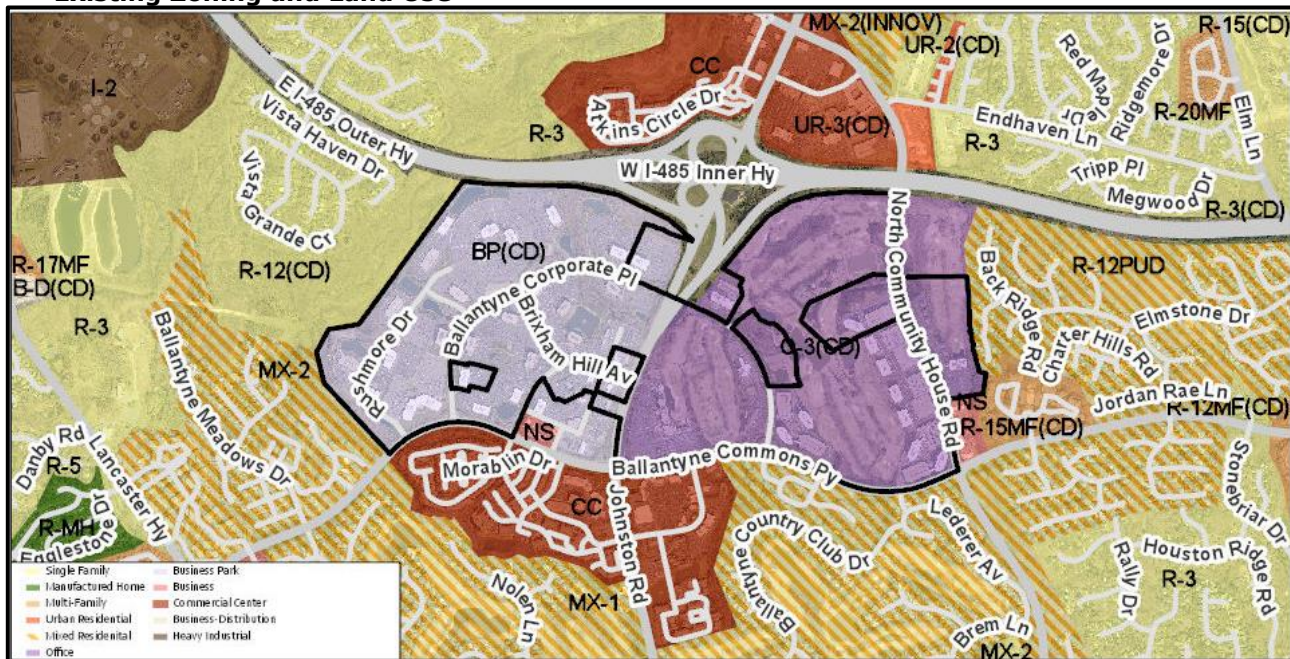 Existing Zoning and Land Use
MX-2(INNOV)
R-15(CD)
UR-2(CD)
CC
I-2
E I-485 Outer Hy
Vista Haven Dr
Atkins Circle Dr
Red Maple Dr
Ridgemore Dr
R-20MF
Elm Ln
R-3
UR-3(CD)
Endhaven Ln
R-3
Tripp Pl
Megwood Dr
W I-485 Inner Hy
Vista Grande Cr
R-3(CD)
North Community House Rd
BP(CD)
R-12(CD)
R-17MF
B-D(CD)
R-12PUD
Ballantyne Corporate Pl
Back Ridge Rd
Elmstone Dr
R-3
Brixham Hill Av
Charter Hills Rd
Ballantyne Meadows Dr
Rushmore Dr
O-3(CD)
MX-2
Jordan Rae Ln
NS
R-12MF(CD)
R-15MF(CD)
NS
Danby Rd
Lancaster Hy
Morablin Dr
Ballantyne Commons Py
R-5
Stonebriar Dr
CC
Johnston Rd
R-MH
Eaglestone Dr
Ballantyne Country Club Dr
Lederer Av
Houston Ridge Rd
Rally Dr
R-3
Nolen Ln
MX-1
Brem Ln
MX-2
Single Family
Manufactured Home
Multi-Family
Urban Residential
Mixed Residenital
Office
Business Park
Business
Commercial Center
Business-Distribution
Heavy Industrial